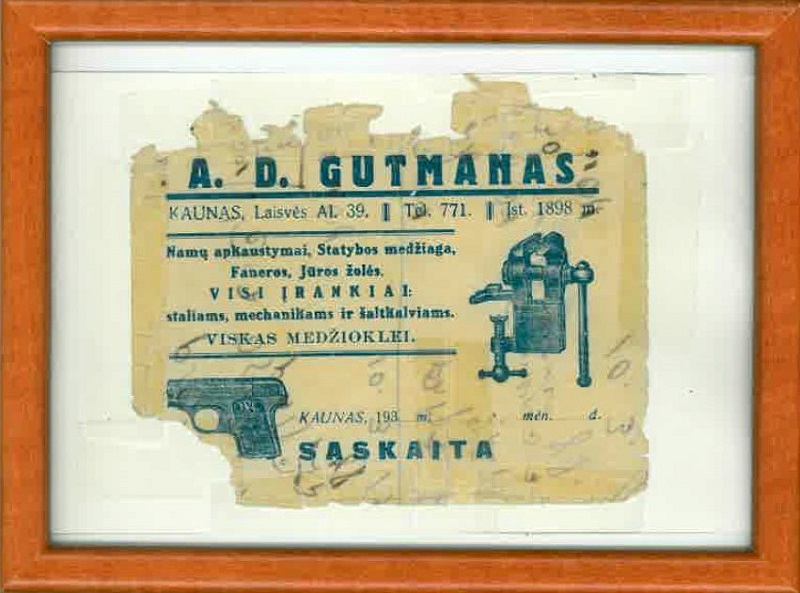 A. D. GUTMANAS
KAUNAS, Laisvės Al. 39. || Tel. 771. || Įst. 1898 m.
Namų apkaustymai, Statybos medžiaga,
Faneros, Jūros žolės.
VISI ĮRANKIAI:
staliams, mechanikams ir šaltkalviams.
VISKAS MEDŽIOKLEI.
KAUNAS, 193 m. mėn. d.
SĄSKAITA